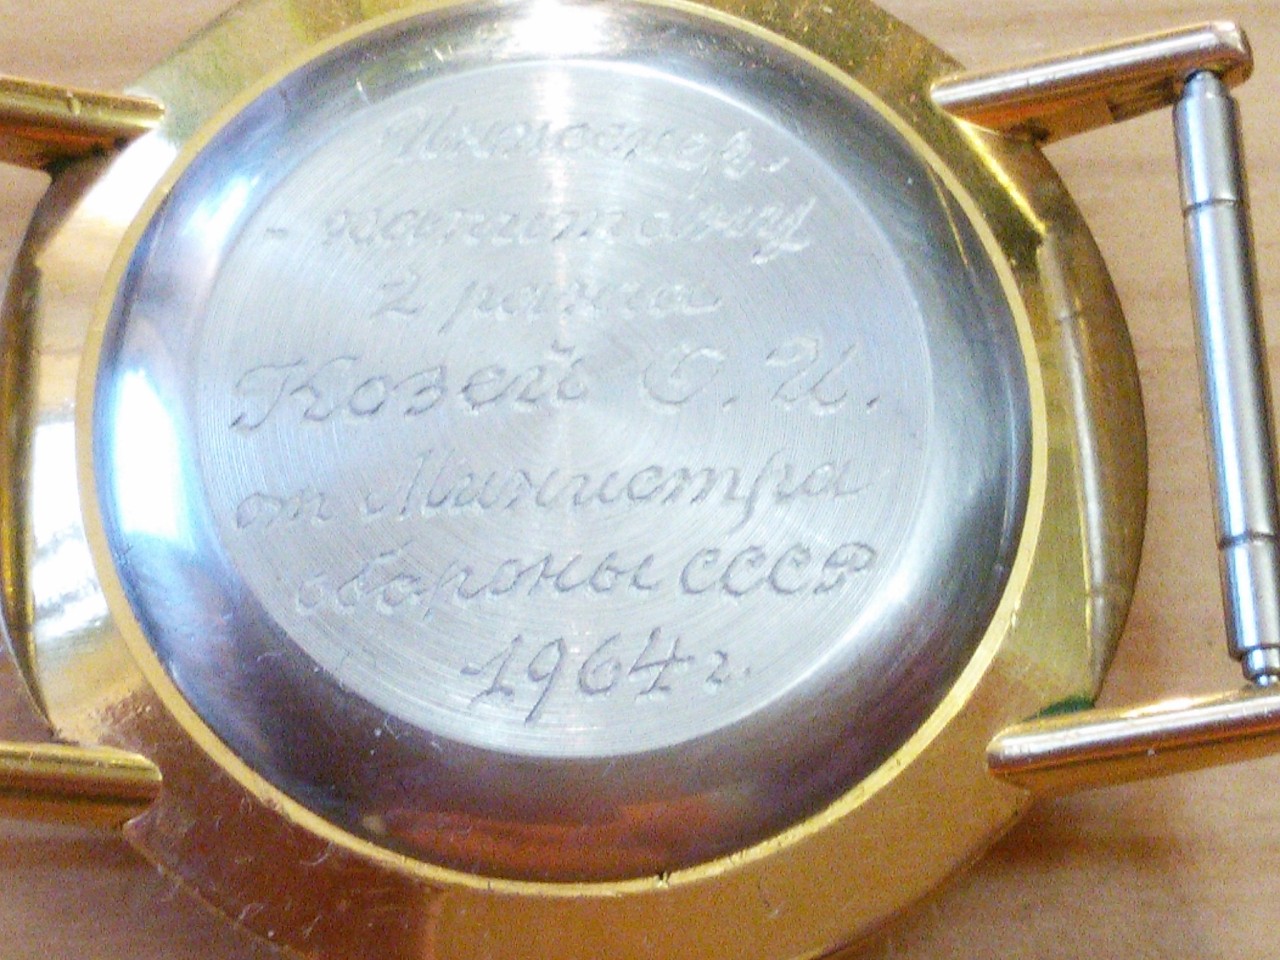 Инженер-
- капитану
2 ранга
Козей О. И.
от Министра
обороны СССР
1964 г.